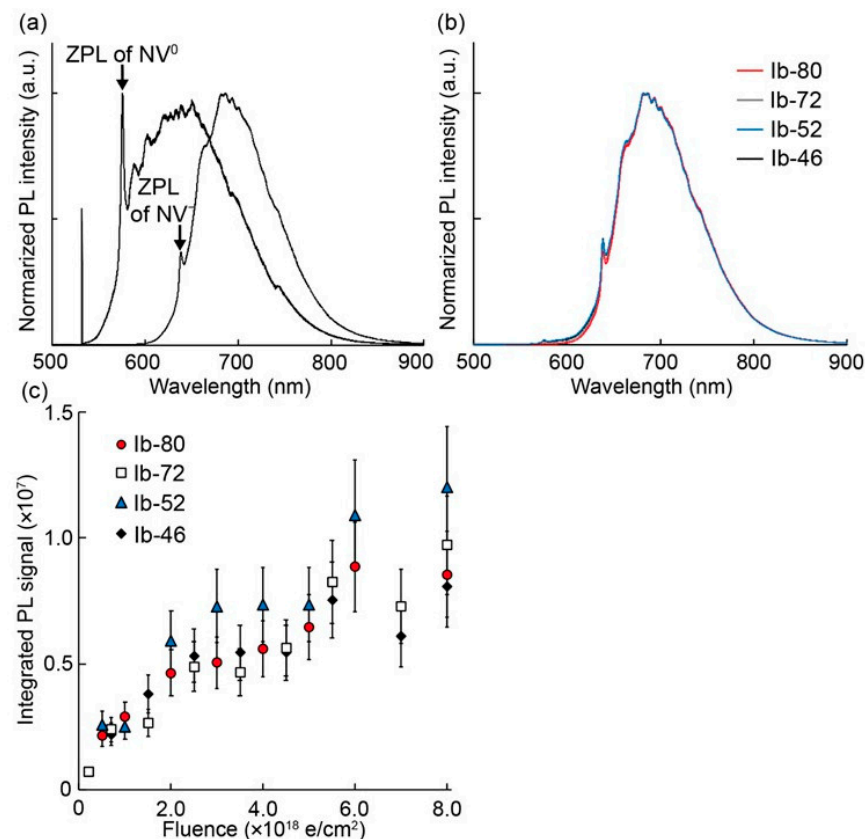 (a)
Normarized PL intensity (a.u.)
ZPL of NV⁰
ZPL
of NV⁻
500 600 700 800 900
Wavelength (nm)
(b)
Normarized PL intensity (a.u.)
Ib-80
Ib-72
Ib-52
Ib-46
500 600 700 800 900
Wavelength (nm)
(c)
Integrated PL signal (×10⁷)
1.5
1.0
0.5
0
Ib-80
Ib-72
Ib-52
Ib-46
0 2.0 4.0 6.0 8.0
Fluence (×10¹⁸ e/cm²)